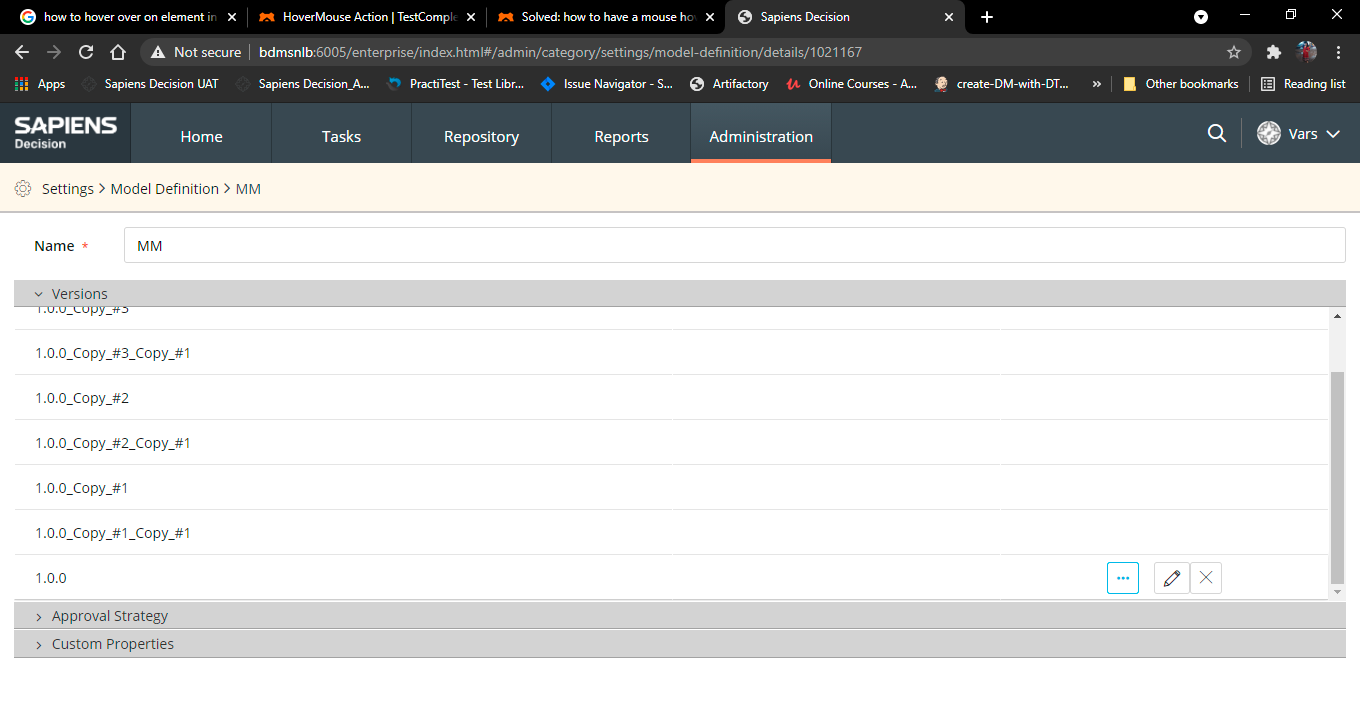 how to hover over on element in
HoverMouse Action | TestComple
Solved: how to have a mouse hov
Sapiens Decision
Not secure
bdmsnlb:6005/enterprise/index.html#/admin/category/settings/model-definition/details/1021167
Apps
Sapiens Decision UAT
Sapiens Decision_A...
PractiTest - Test Libr...
Issue Navigator - S...
Artifactory
Online Courses - A...
create-DM-with-DT...
»
Other bookmarks
Reading list
SAPIENS
Decision
Home
Tasks
Repository
Reports
Administration
Vars
Settings > Model Definition > MM
Name *
MM
Versions
1.0.0_Copy_#3
1.0.0_Copy_#3_Copy_#1
1.0.0_Copy_#2
1.0.0_Copy_#2_Copy_#1
1.0.0_Copy_#1
1.0.0_Copy_#1_Copy_#1
1.0.0
Approval Strategy
Custom Properties